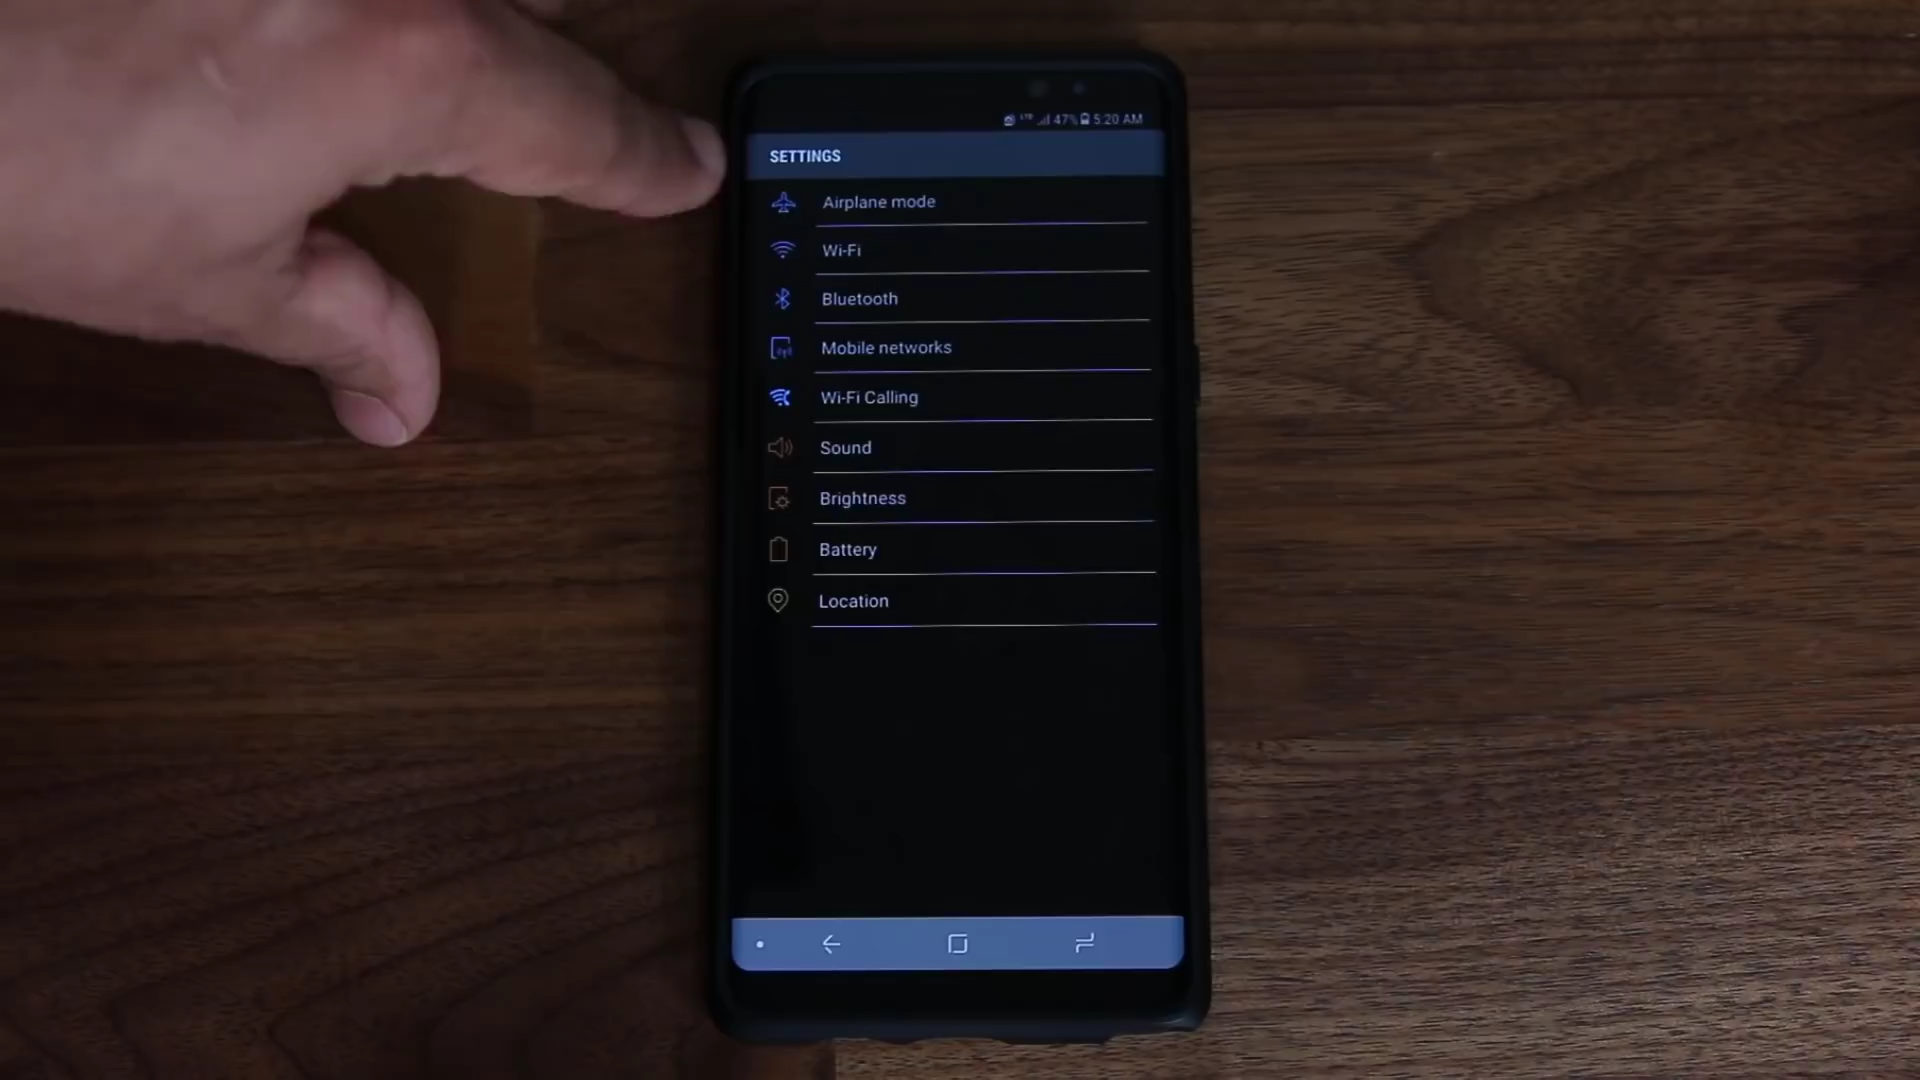 LTE 47% 5:20 AM
SETTINGS
Airplane mode
Wi-Fi
Bluetooth
Mobile networks
Wi-Fi Calling
Sound
Brightness
Battery
Location